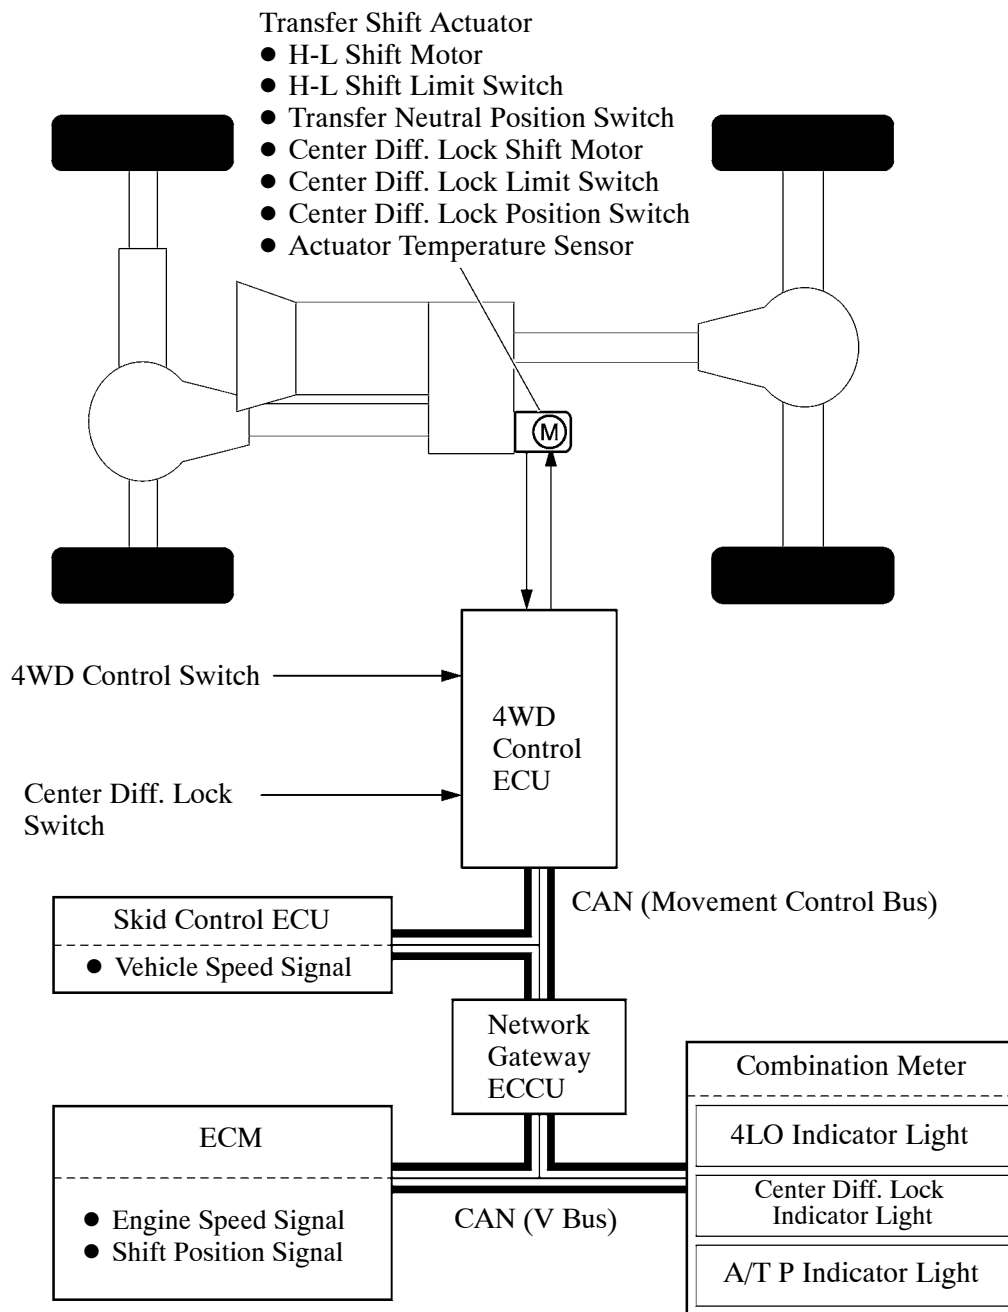 Transfer Shift Actuator
● H-L Shift Motor
● H-L Shift Limit Switch
● Transfer Neutral Position Switch
● Center Diff. Lock Shift Motor
● Center Diff. Lock Limit Switch
● Center Diff. Lock Position Switch
● Actuator Temperature Sensor
M
4WD Control Switch
4WD
Control
ECU
Center Diff. Lock
Switch
CAN (Movement Control Bus)
Skid Control ECU
● Vehicle Speed Signal
Network
Gateway
ECCU
Combination Meter
4LO Indicator Light
Center Diff. Lock
Indicator Light
A/T P Indicator Light
ECM
● Engine Speed Signal
● Shift Position Signal
CAN (V Bus)